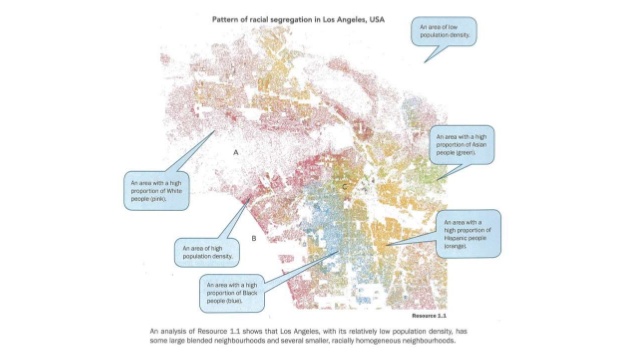 Pattern of racial segregation in Los Angeles, USA
An area of low
population density.
An area with a high
proportion of Asian
people (green).
A
An area with a high
proportion of White
people (pink).
C
An area with a
high proportion of
Hispanic people
(orange).
B
An area of high
population density.
An area with a high
proportion of Black
people (blue).
Resource 1.1
An analysis of Resource 1.1 shows that Los Angeles, with its relatively low population density, has
some large blended neighbourhoods and several smaller, racially homogeneous neighbourhoods.